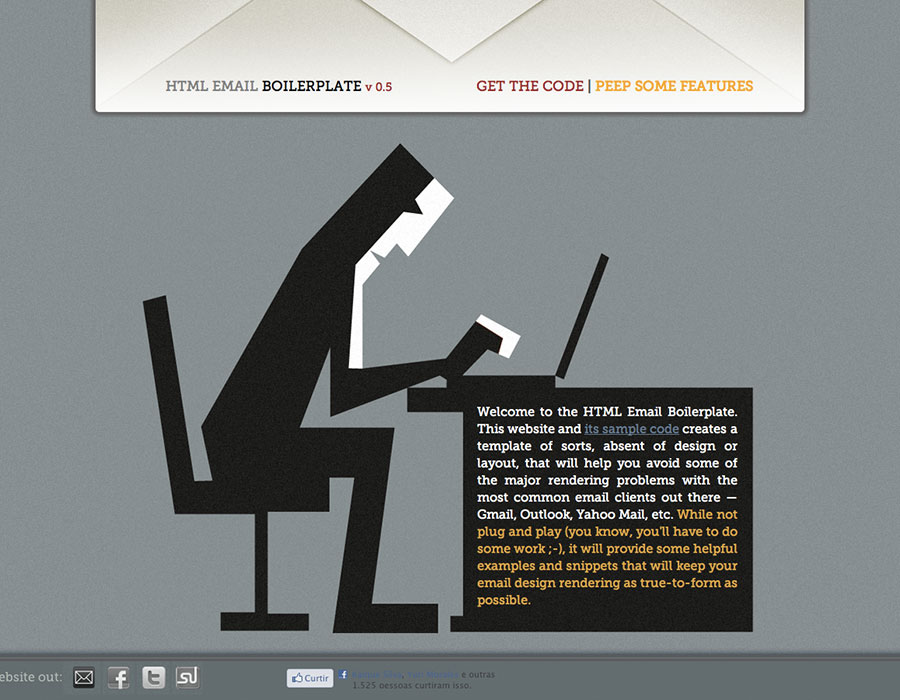 HTML EMAIL BOILERPLATE v 0.5
GET THE CODE | PEEP SOME FEATURES
Welcome to the HTML Email Boilerplate.
This website and its sample code creates a
template of sorts, absent of design or
layout, that will help you avoid some of
the major rendering problems with the
most common email clients out there —
Gmail, Outlook, Yahoo Mail, etc. While not
plug and play (you know, you'll have to do
some work ;-), it will provide some helpful
examples and snippets that will keep your
email design rendering as true-to-form as
possible.
ebsite out:
Curtir
e outras
1.525 pessoas curtiram isso.